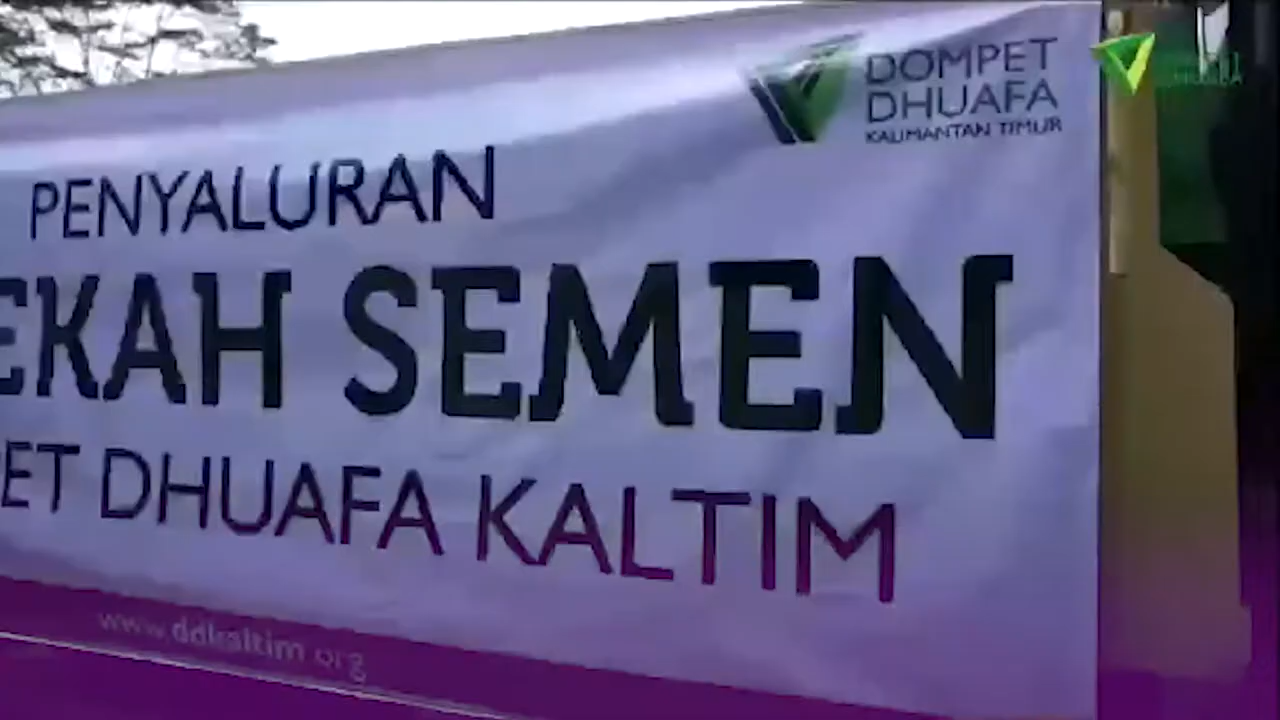 DOMPET
DHUAFA
KALIMANTAN TIMUR
PENYALURAN
EKAH SEMEN
ET DHUAFA KALTIM
www.ddkaltim.org